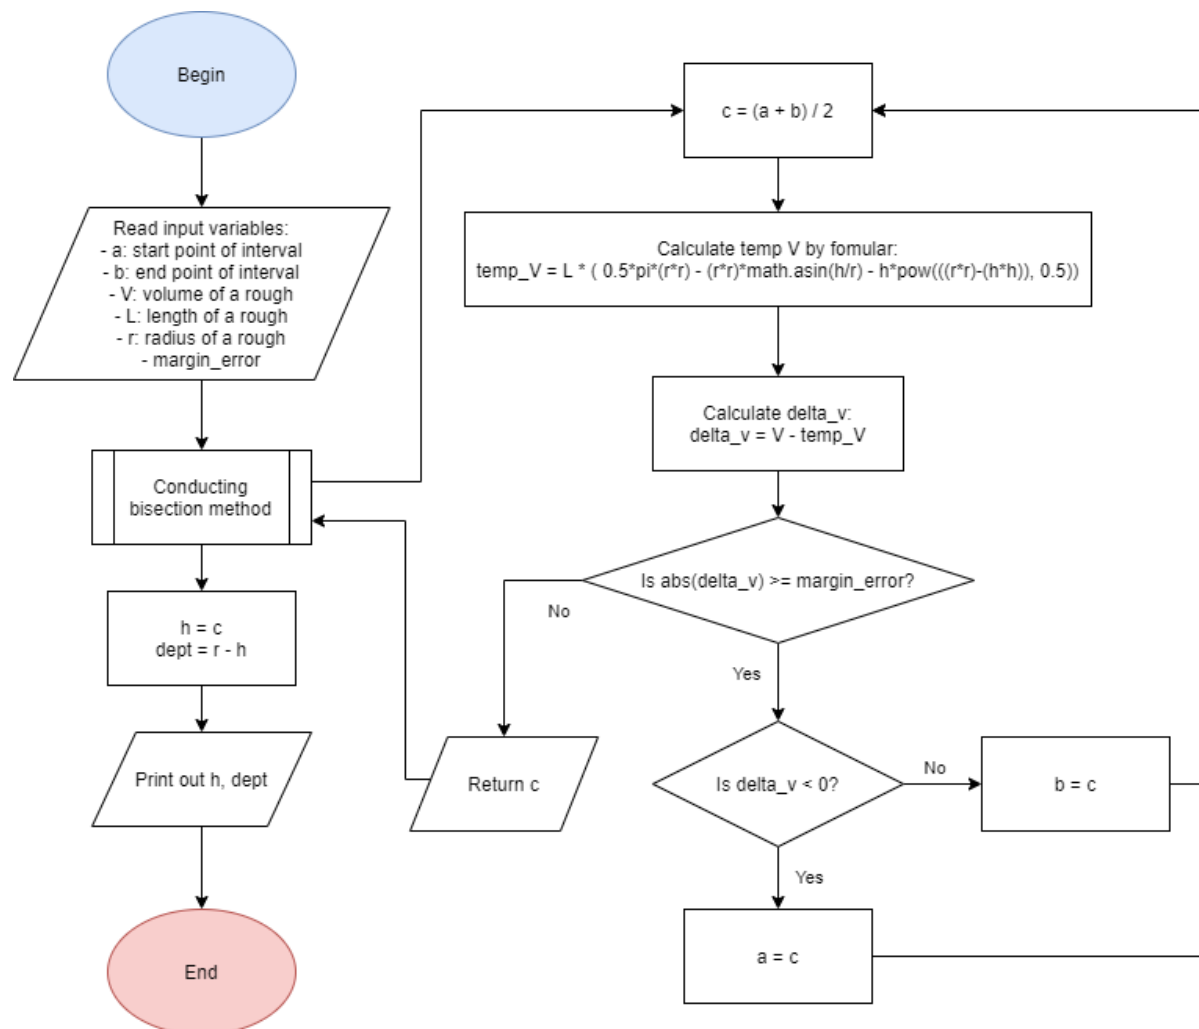 Begin
Read input variables:
- a: start point of interval
- b: end point of interval
- V: volume of a rough
- L: length of a rough
- r: radius of a rough
- margin_error
Conducting
bisection method
h = c
dept = r - h
Print out h, dept
End
c = (a + b) / 2
Calculate temp V by fomular:
temp_V = L * ( 0.5*pi*(r*r) - (r*r)*math.asin(h/r) - h*pow(((r*r)-(h*h)), 0.5))
Calculate delta_v:
delta_v = V - temp_V
Is abs(delta_v) >= margin_error?
No
Yes
Return c
Is delta_v < 0?
No
b = c
Yes
a = c